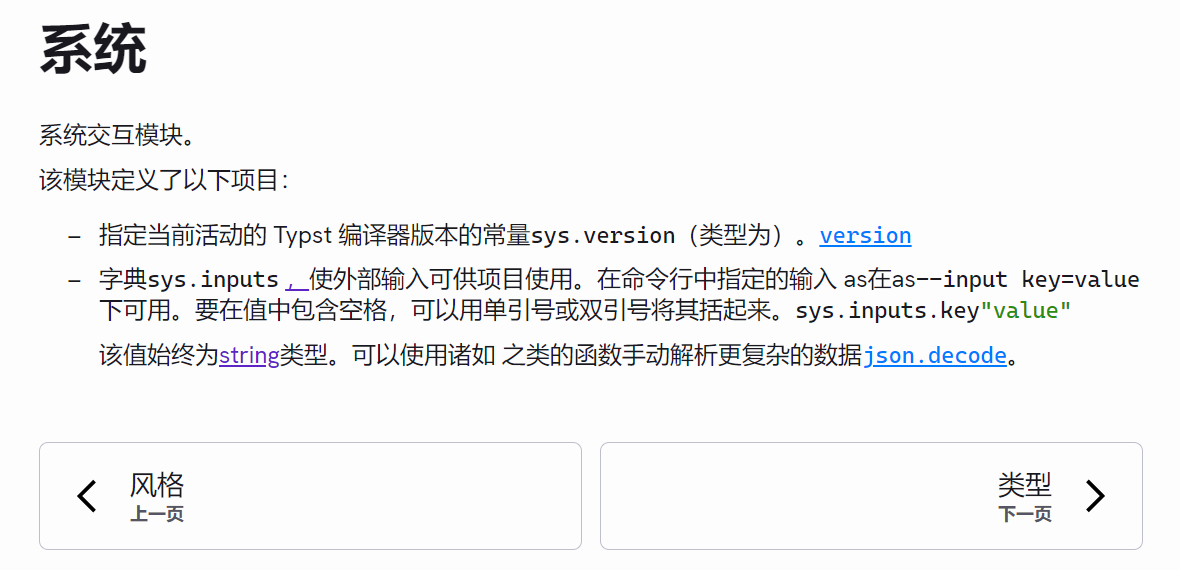 系统
系统交互模块。
该模块定义了以下项目：
– 指定当前活动的 Typst 编译器版本的常量sys.version（类型为）。version
– 字典sys.inputs ，使外部输入可供项目使用。在命令行中指定的输入 as在as--input key=value
下可用。要在值中包含空格，可以用单引号或双引号将其括起来。sys.inputs.key"value"
该值始终为string类型。可以使用诸如 之类的函数手动解析更复杂的数据json.decode。
风格
上一页
类型
下一页